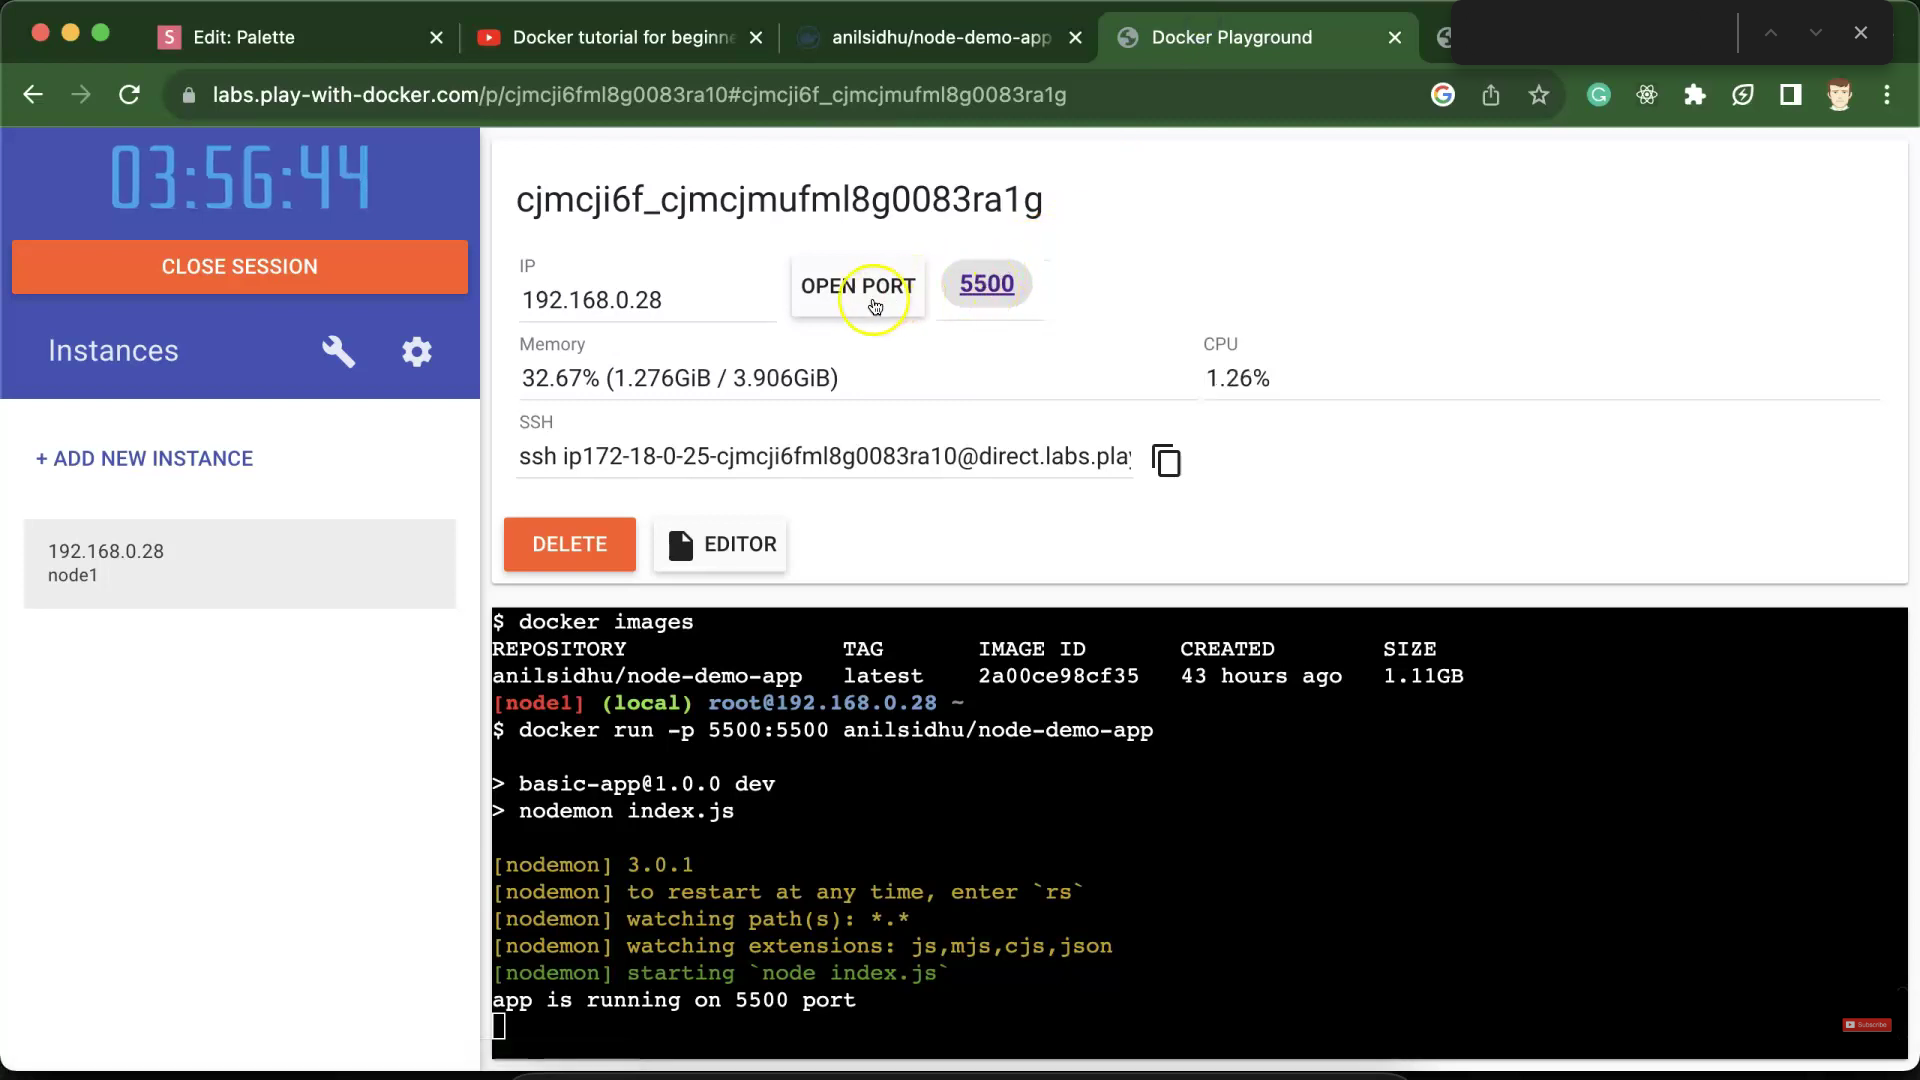 Edit: Palette
Docker tutorial for beginne
anilsidhu/node-demo-app
Docker Playground
labs.play-with-docker.com/p/cjmcji6fml8g0083ra10#cjmcji6f_cjmcjmufml8g0083ra1g
03:56:44
CLOSE SESSION
Instances
+ ADD NEW INSTANCE
192.168.0.28
node1
cjmcji6f_cjmcjmufml8g0083ra1g
IP
192.168.0.28
OPEN PORT
5500
Memory
32.67% (1.276GiB / 3.906GiB)
CPU
1.26%
SSH
ssh ip172-18-0-25-cjmcji6fml8g0083ra10@direct.labs.play
DELETE
EDITOR
$ docker images
REPOSITORY TAG IMAGE ID CREATED SIZE
anilsidhu/node-demo-app latest 2a00ce98cf35 43 hours ago 1.11GB
[node1] (local) root@192.168.0.28 ~
$ docker run -p 5500:5500 anilsidhu/node-demo-app
> basic-app@1.0.0 dev
> nodemon index.js
[nodemon] 3.0.1
[nodemon] to restart at any time, enter `rs`
[nodemon] watching path(s): *.*
[nodemon] watching extensions: js,mjs,cjs,json
[nodemon] starting `node index.js`
app is running on 5500 port
Subscribe